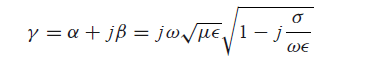 γ = α + jβ = jω√μϵ √(1 − j σ/ωϵ)